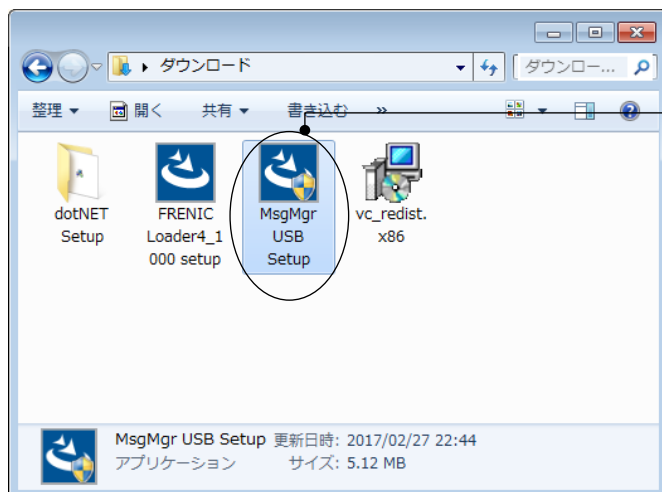 ダウンロード
ダウンロー...
整理 開く 共有 書き込む »
dotNET
Setup
FRENIC
Loader4_1
000 setup
MsgMgr
USB
Setup
vc_redist.
x86
MsgMgr USB Setup 更新日時: 2017/02/27 22:44
アプリケーション サイズ: 5.12 MB